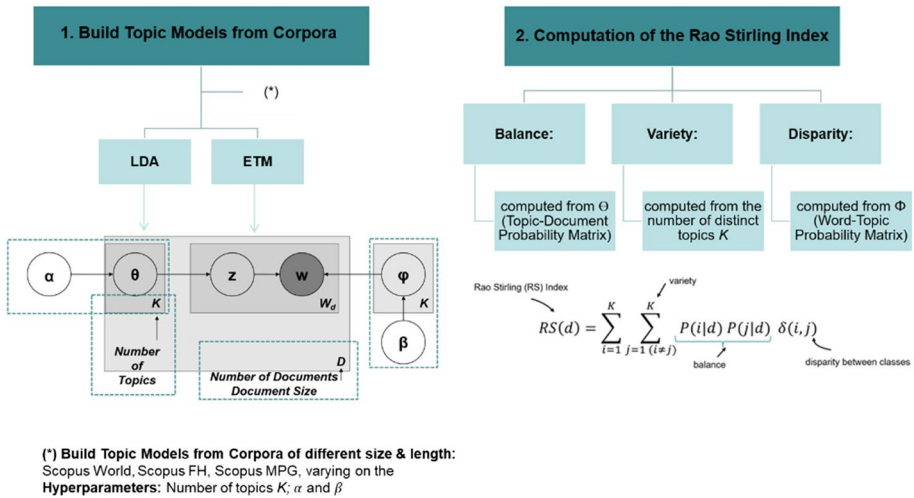 1. Build Topic Models from Corpora
(*)
LDA
ETM
α
θ
z
w
φ
K
W_d
K
β
Number
of
Topics
D
Number of Documents
Document Size
(*) Build Topic Models from Corpora of different size & length:
Scopus World, Scopus FH, Scopus MPG, varying on the
Hyperparameters: Number of topics K; α and β
2. Computation of the Rao Stirling Index
Balance:
Variety:
Disparity:
computed from Θ
(Topic-Document
Probability Matrix)
computed from the
number of distinct
topics K
computed from Φ
(Word-Topic
Probability Matrix)
Rao Stirling (RS) Index
variety
RS(d) = ∑_{i=1}^{K} ∑_{j=1 (i≠j)}^{K} P(i|d) P(j|d) δ(i,j)
balance
disparity between classes